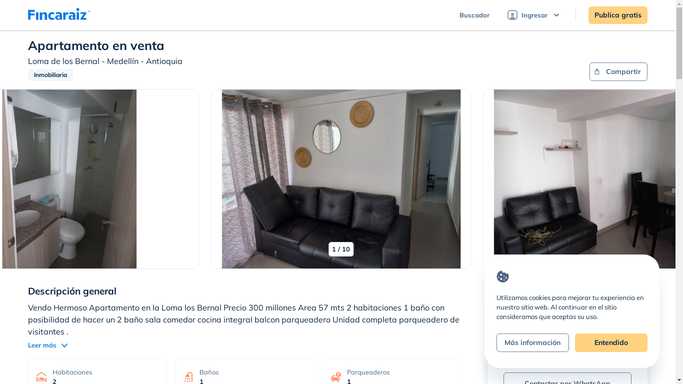 Fincaraiz
Buscador
Ingresar
Publica gratis
Apartamento en venta
Loma de los Bernal - Medellín - Antioquia
Inmobiliaria
Compartir
1 / 10
Descripción general
Vendo Hermoso Apartamento en la Loma los Bernal Precio 300 millones Area 57 mts 2 habitaciones 1 baño con
posibilidad de hacer un 2 baño sala comedor cocina integral balcon parqueadera Unidad completa parqueadero de
visitantes .
Leer más
Habitaciones
2
Baños
1
Parqueaderos
1
Utilizamos cookies para mejorar tu experiencia en
nuestro sitio web. Al continuar en el sitio
consideramos que aceptas su uso.
Más información
Entendido
Contactar por WhatsApp